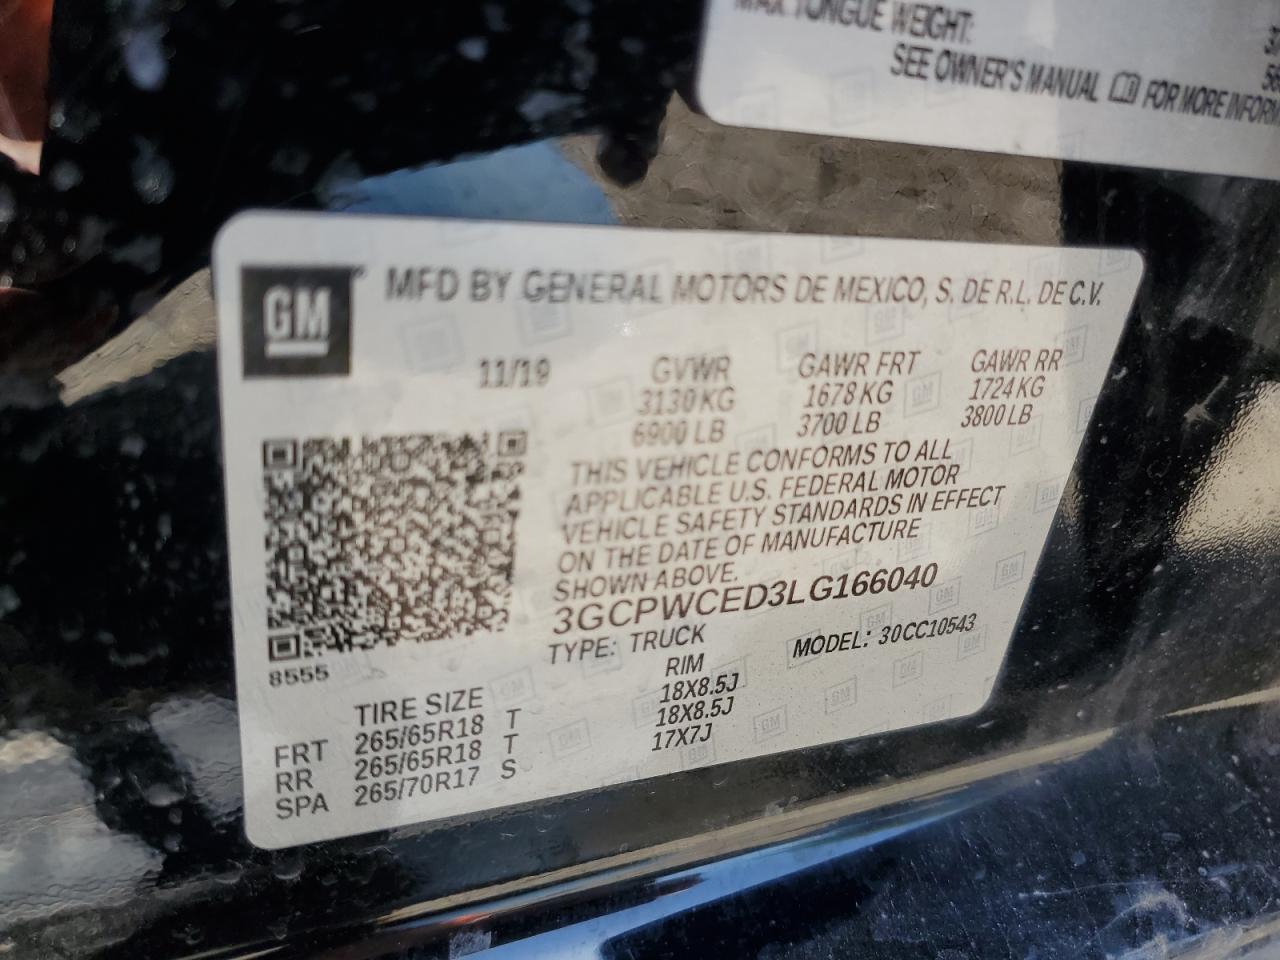 MAX TONGUE WEIGHT:
SEE OWNER'S MANUAL FOR MORE INFORM
GM
MFD BY GENERAL MOTORS DE MEXICO, S. DE R.L. DE C.V.
11/19 GVWR GAWR FRT GAWR RR
3130 KG 1678 KG 1724 KG
6900 LB 3700 LB 3800 LB
THIS VEHICLE CONFORMS TO ALL
APPLICABLE U.S. FEDERAL MOTOR
VEHICLE SAFETY STANDARDS IN EFFECT
ON THE DATE OF MANUFACTURE
SHOWN ABOVE.
3GCPWCED3LG166040
TYPE: TRUCK MODEL: 30CC10543
8555
TIRE SIZE RIM
FRT 265/65R18 T 18X8.5J
RR 265/65R18 T 18X8.5J
SPA 265/70R17 S 17X7J